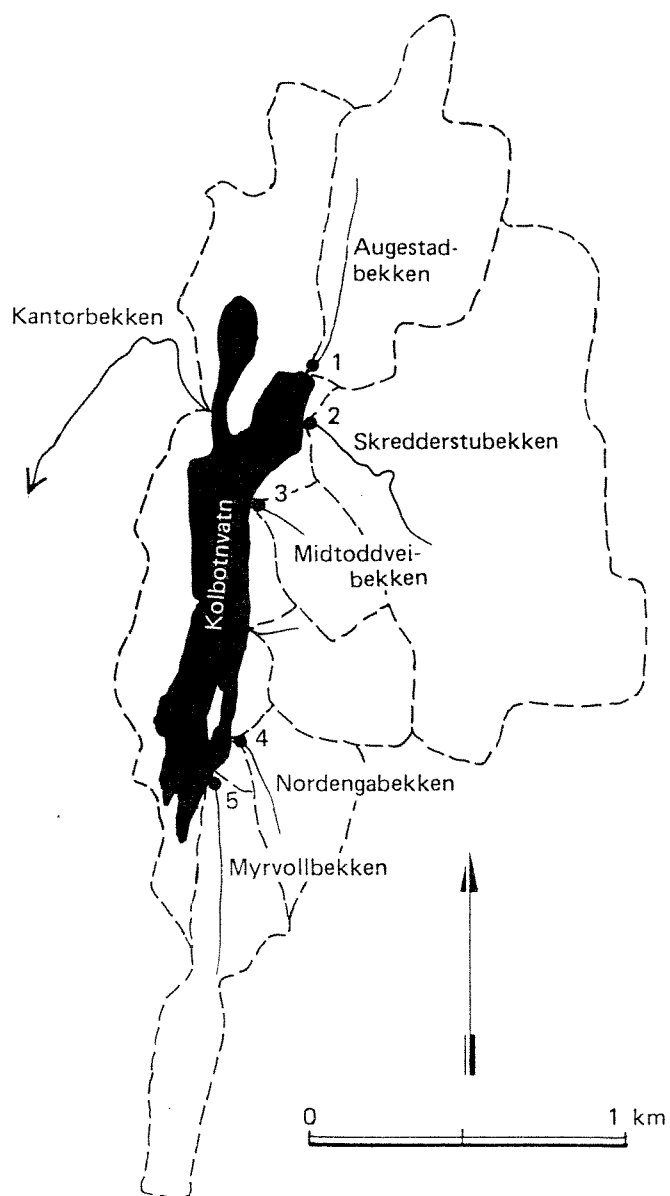 Augestad-
bekken
Kantorbekken
1
2
Skredderstubekken
3
Midtoddvei-
bekken
Kolbotnvatn
4
Nordengabekken
5
Myrvollbekken
0 1 km